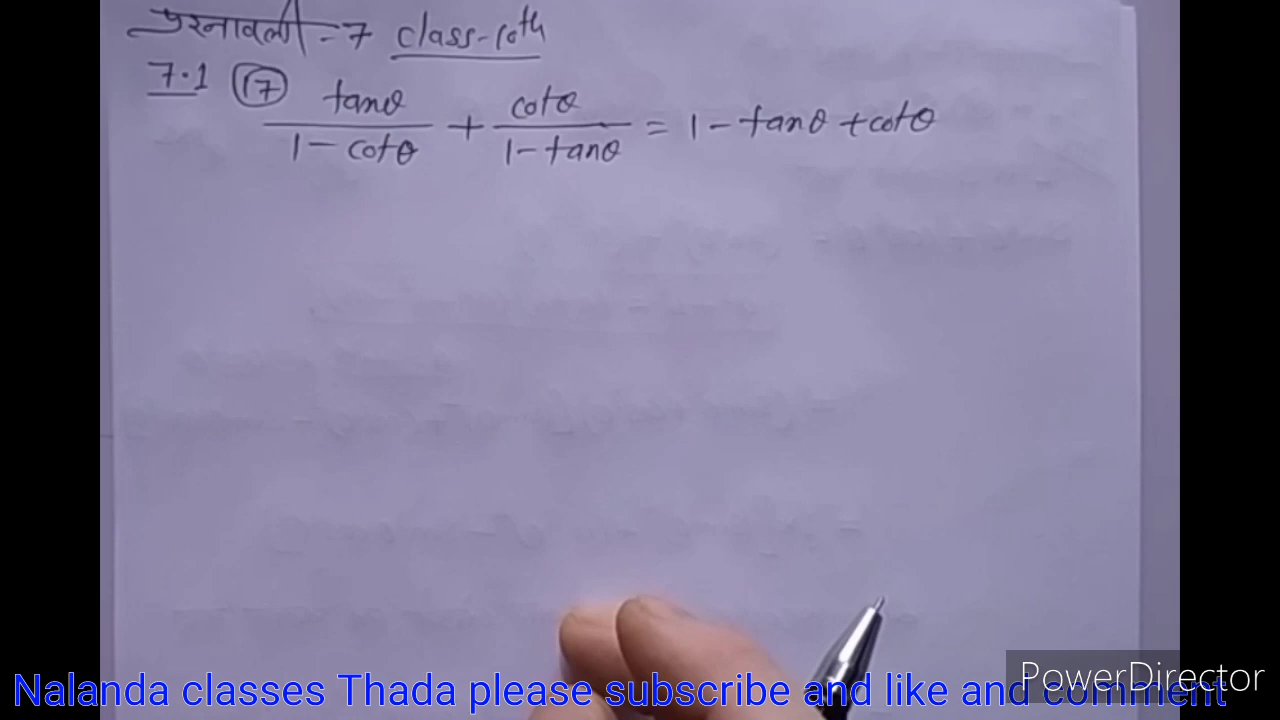 प्रश्नावली - 7 class-10th
7.1 (17) tanθ/(1 - cotθ) + cotθ/(1 - tanθ) = 1 - tanθ + cotθ
PowerDirector
Nalanda classes Thada please subscribe and like and comment